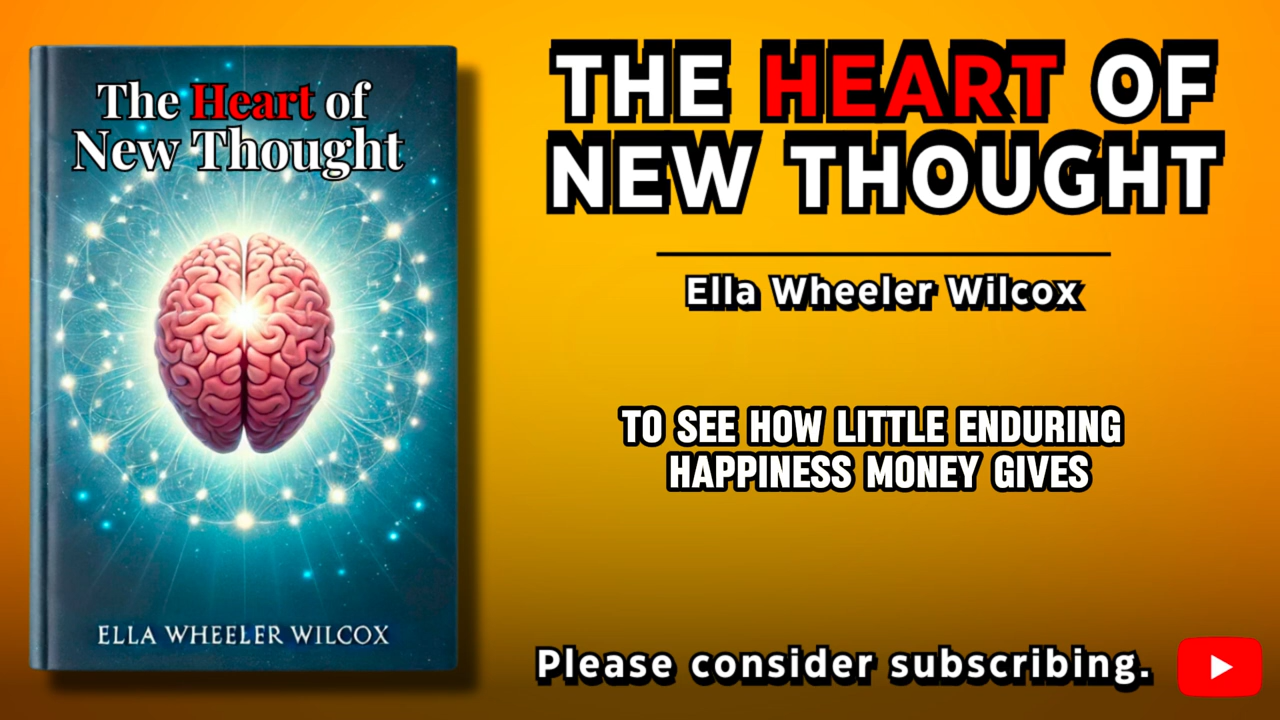 The Heart of
New Thought
ELLA WHEELER WILCOX
THE HEART OF
NEW THOUGHT
Ella Wheeler Wilcox
TO SEE HOW LITTLE ENDURING
HAPPINESS MONEY GIVES
Please consider subscribing.